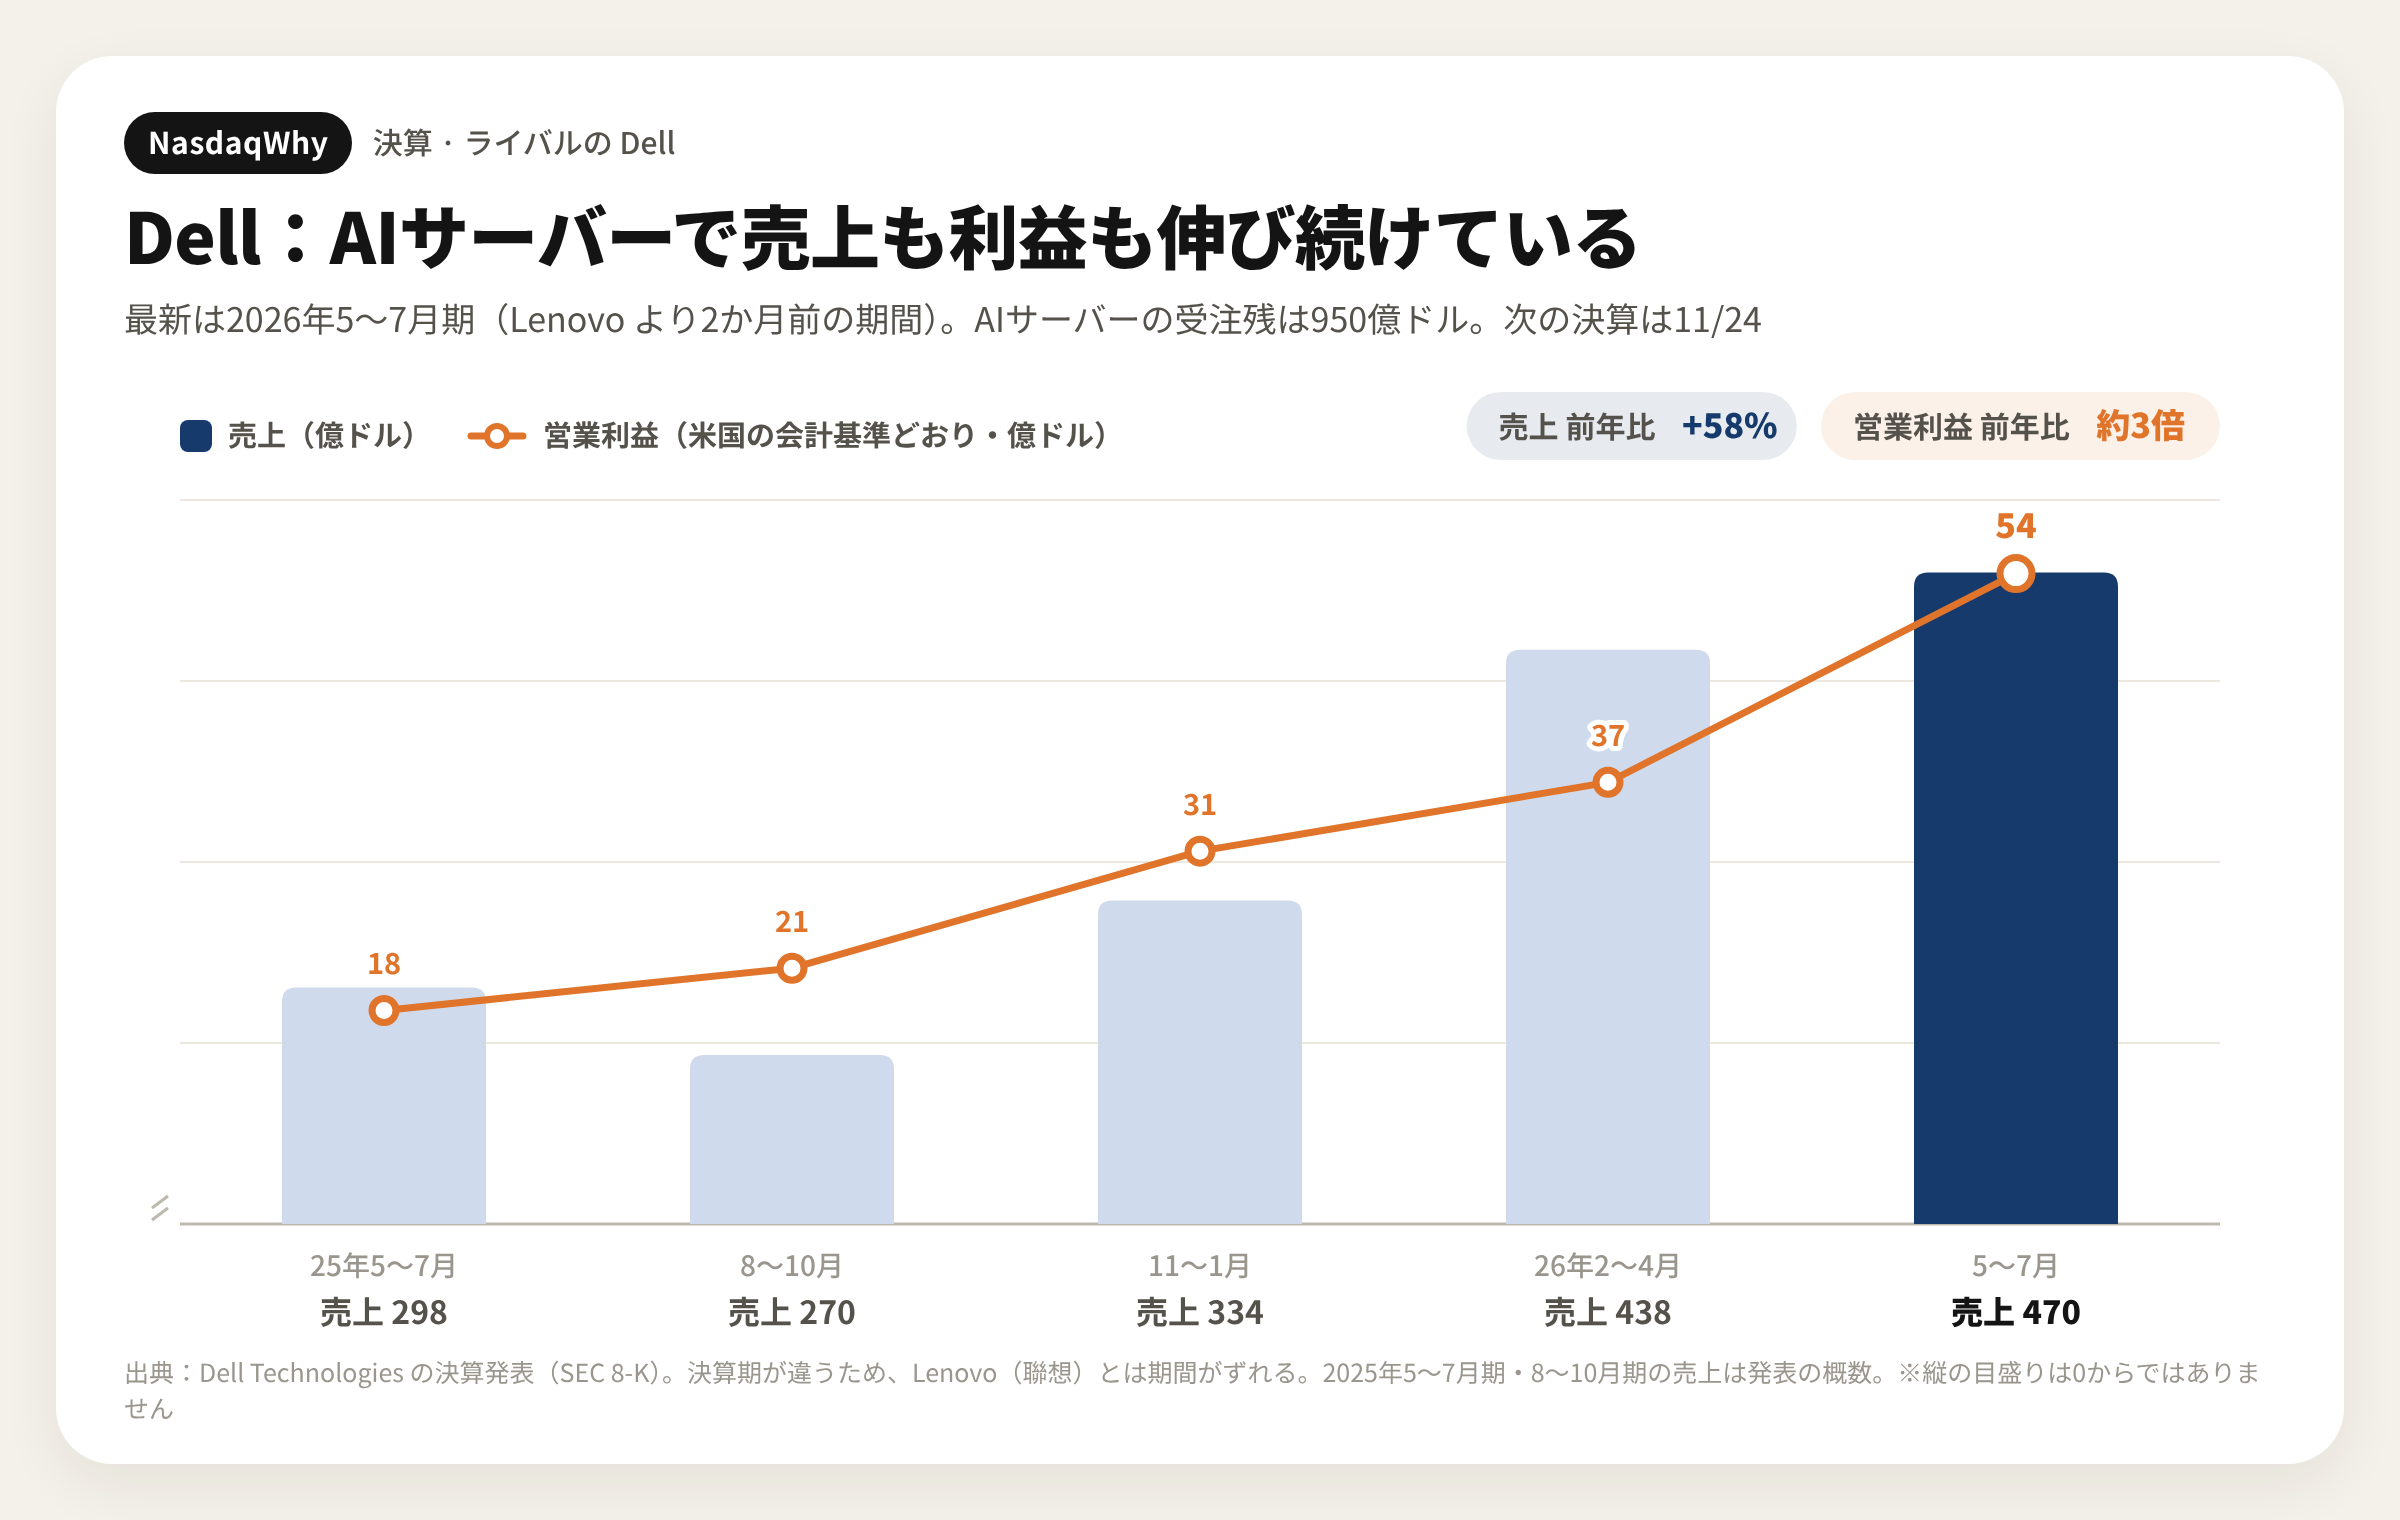 NasdaqWhy 決算 · ライバルの Dell
Dell：AIサーバーで売上も利益も伸び続けている
最新は2026年5〜7月期（Lenovo より2か月前の期間）。AIサーバーの受注残は950億ドル。次の決算は11/24
売上（億ドル） 営業利益（米国の会計基準どおり・億ドル） 売上 前年比 +58% 営業利益 前年比 約3倍
54
37
31
21
18
25年5〜7月 8〜10月 11〜1月 26年2〜4月 5〜7月
売上 298 売上 270 売上 334 売上 438 売上 470
出典：Dell Technologies の決算発表（SEC 8-K）。決算期が違うため、Lenovo（聯想）とは期間がずれる。2025年5〜7月期・8〜10月期の売上は発表の概数。※縦の目盛りは0からではありま
せん